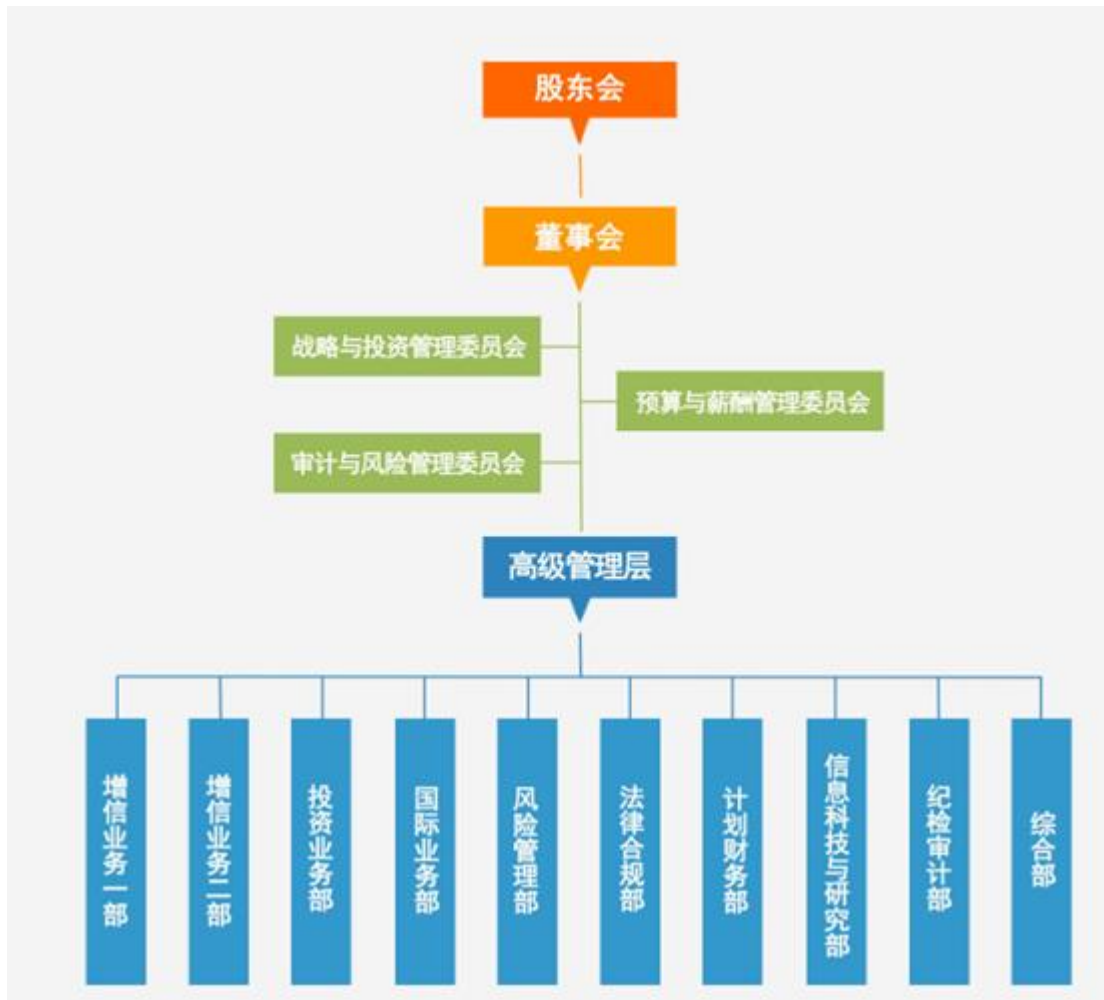 股东会
董事会
战略与投资管理委员会
预算与薪酬管理委员会
审计与风险管理委员会
高级管理层
增信业务一部
增信业务二部
投资业务部
国际业务部
风险管理部
法律合规部
计划财务部
信息科技与研究部
纪检审计部
综合部